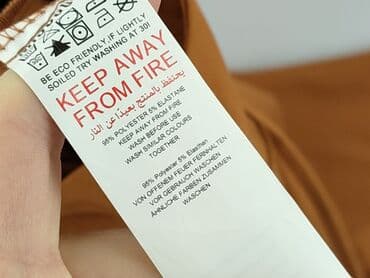 BE ECO FRIENDLY,IF LIGHTLY
SOILED TRY WASHING AT 30!
KEEP AWAY
FROM FIRE
يحتفظ بالمنتج بعيدًا عن النار
95% POLYESTER 5% ELASTANE
KEEP AWAY FROM FIRE
WASH BEFORE USE
WASH SIMILAR COLOURS
TOGETHER
95% Polyester 5% Elaschen
VON OFFENEM FEUER FERNHALTEN
VOR GEBRAUCH WASCHEN
ÄHNLICHE FARBEN ZUSAMMEN
WASCHEN